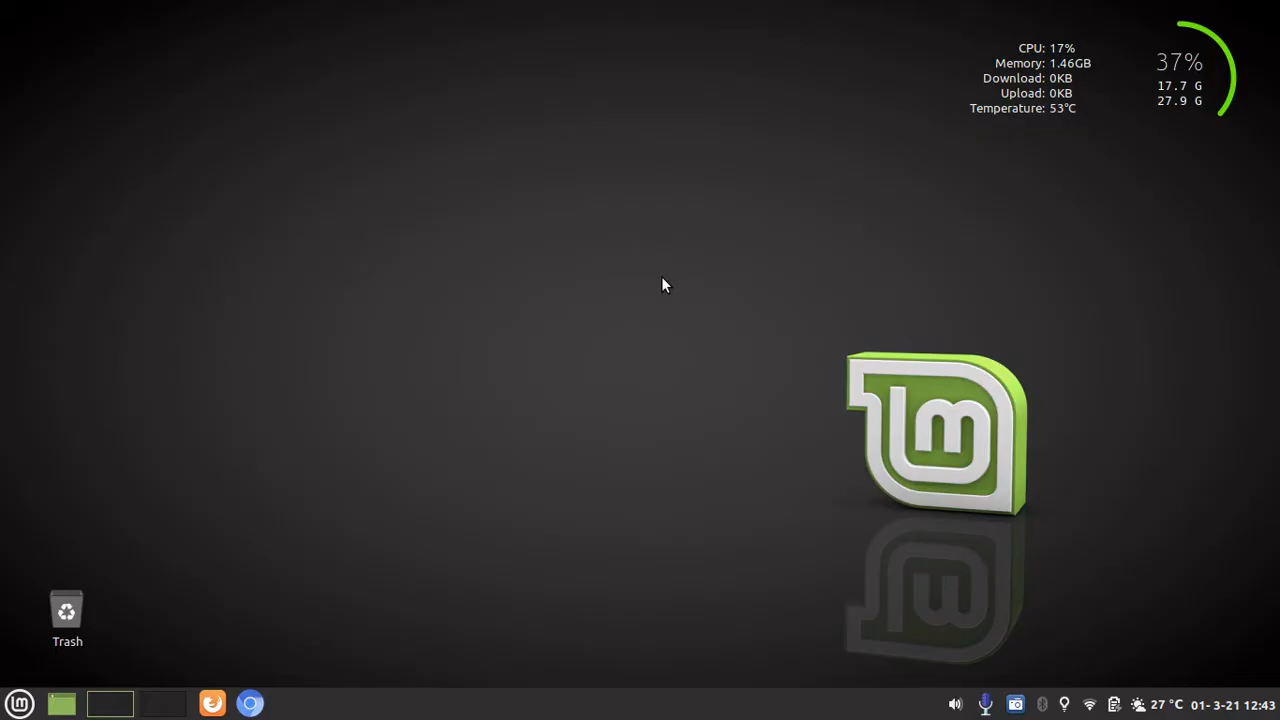 CPU: 17%
Memory: 1.46GB
Download: 0KB
Upload: 0KB
Temperature: 53°C
37%
17.7 G
27.9 G
lm
Trash
27 °C 01- 3-21 12:43